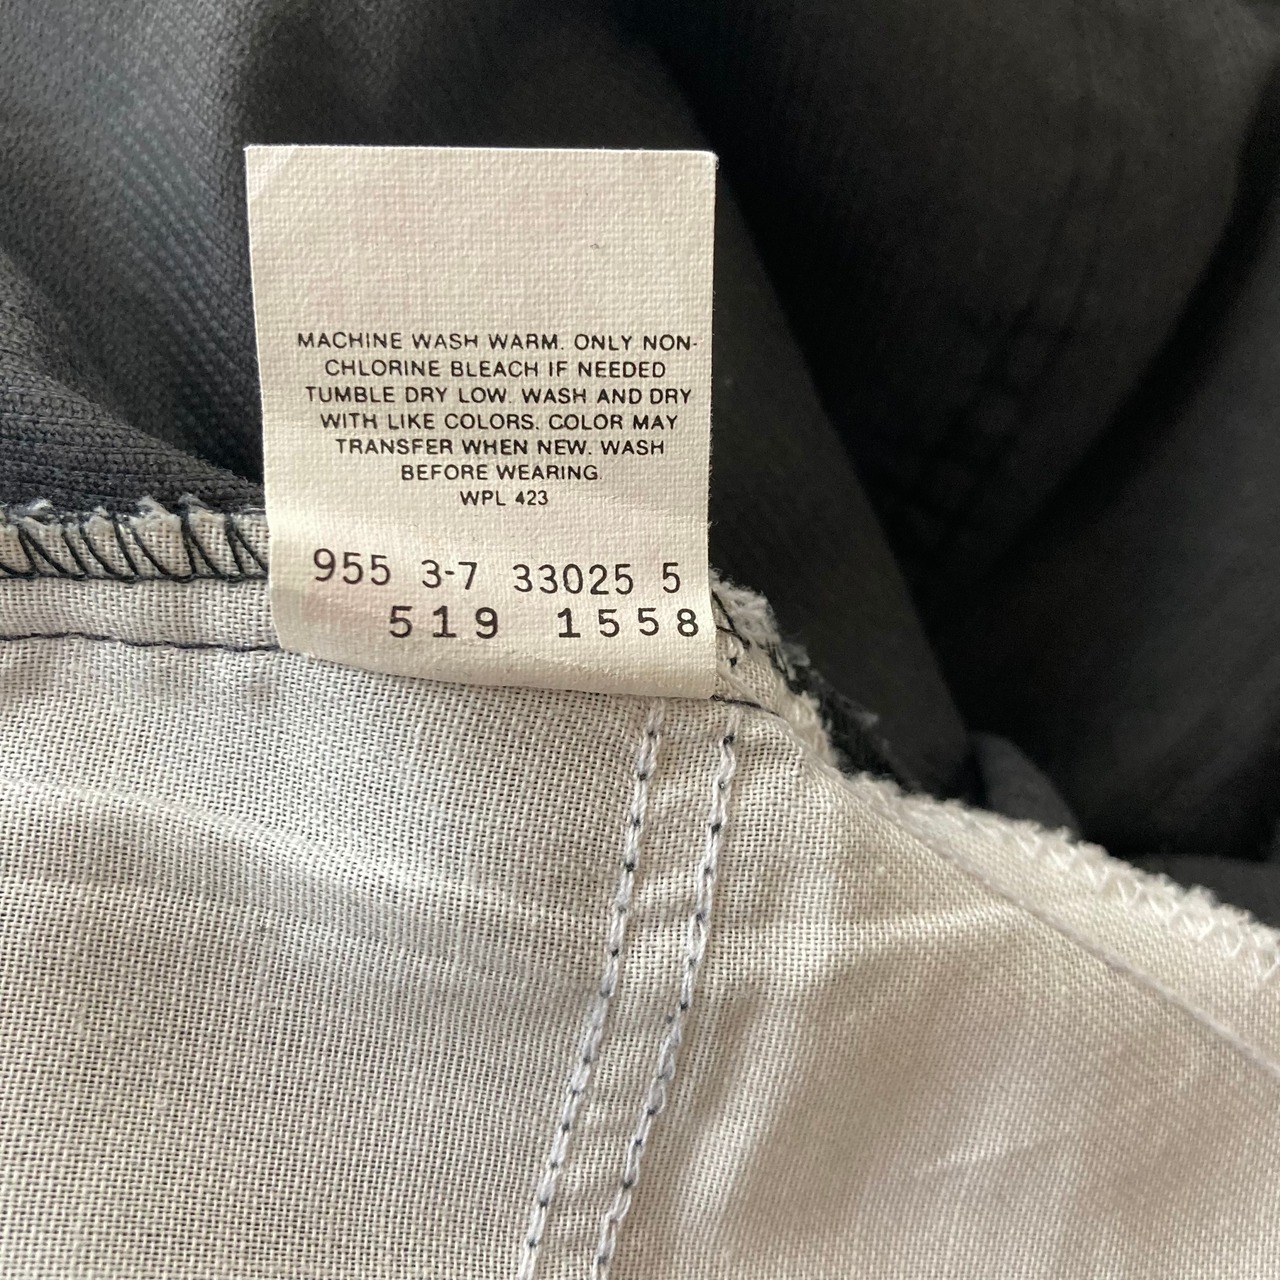 MACHINE WASH WARM. ONLY NON-
CHLORINE BLEACH IF NEEDED
TUMBLE DRY LOW. WASH AND DRY
WITH LIKE COLORS. COLOR MAY
TRANSFER WHEN NEW. WASH
BEFORE WEARING.
WPL 423
955 3-7 33025 5
519 1558